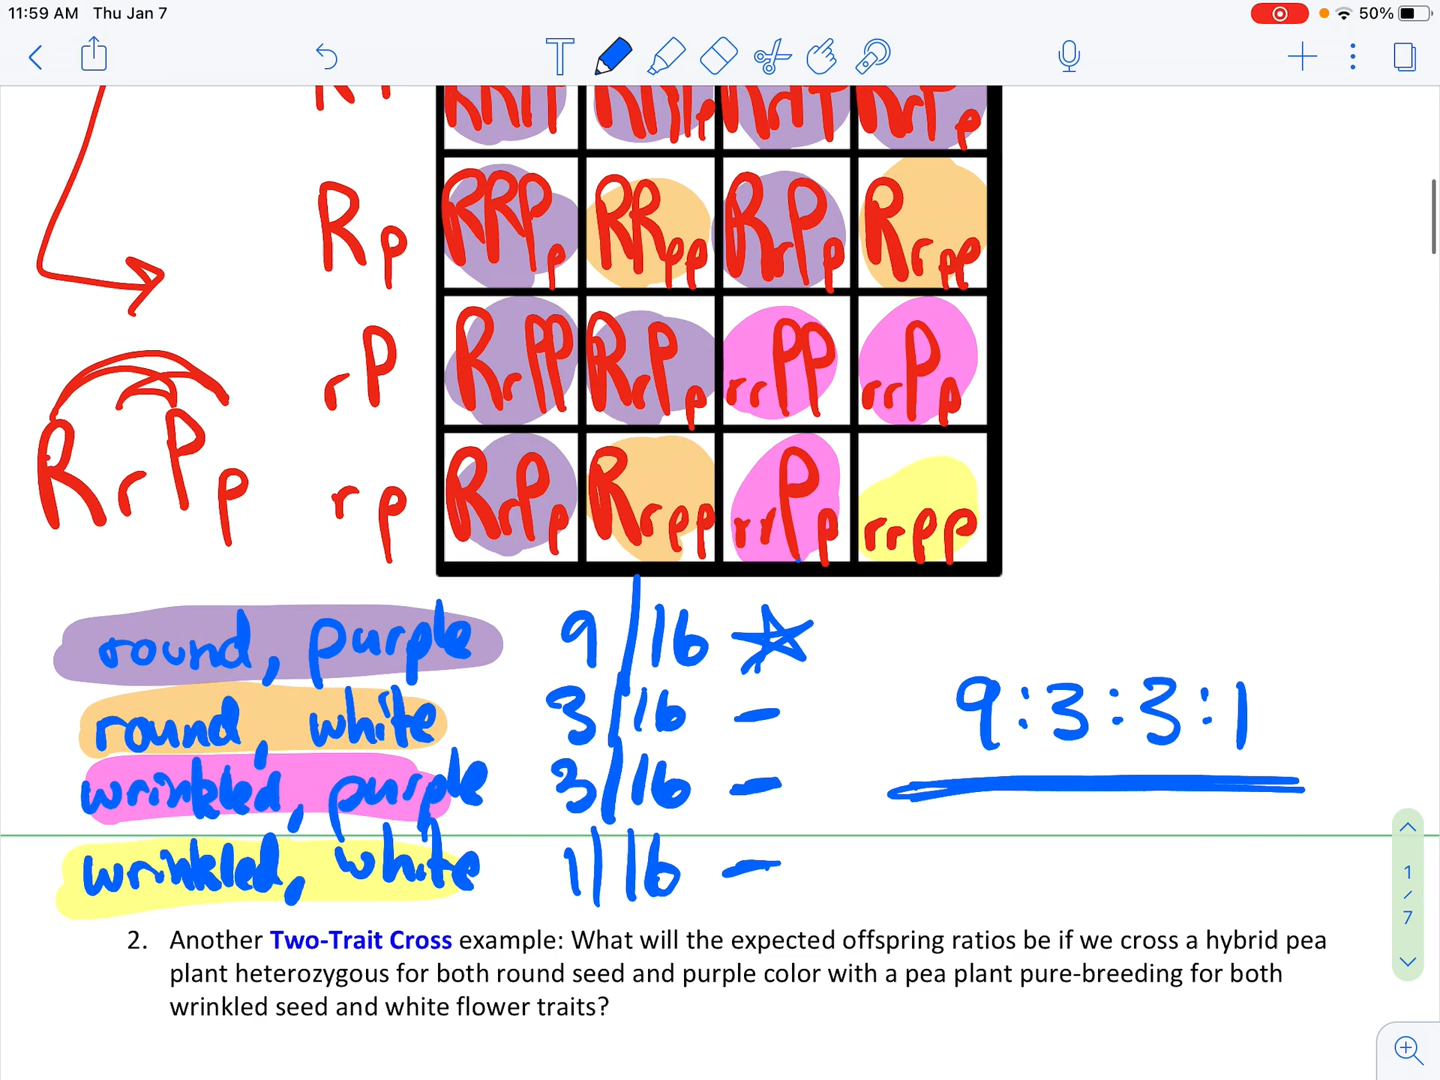 11:59 AM Thu Jan 7 50%
T
RRPp RRpp RrPp Rrpp
Rp
rP
RrPP RrPp rrPP rrPp
RrPp
rp
RrPp Rrpp rrPp rrpp
round, purple 9/16
round, white 3/16
9:3:3:1
wrinkled, purple 3/16
wrinkled, white 1/16
1
/
7
2. Another Two-Trait Cross example: What will the expected offspring ratios be if we cross a hybrid pea
plant heterozygous for both round seed and purple color with a pea plant pure-breeding for both
wrinkled seed and white flower traits?